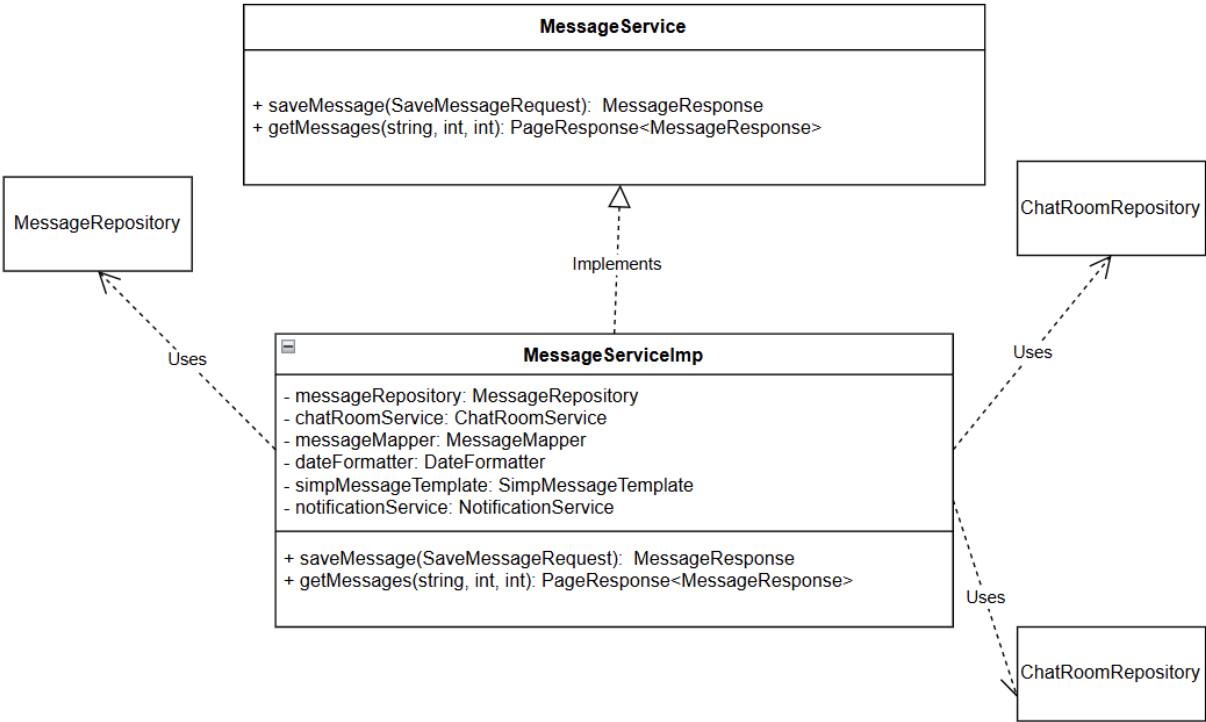 MessageService
+ saveMessage(SaveMessageRequest):  MessageResponse
+ getMessages(string, int, int): PageResponse<MessageResponse>
MessageRepository
ChatRoomRepository
Implements
Uses
Uses
MessageServiceImp
- messageRepository: MessageRepository
- chatRoomService: ChatRoomService
- messageMapper: MessageMapper
- dateFormatter: DateFormatter
- simpMessageTemplate: SimpMessageTemplate
- notificationService: NotificationService
+ saveMessage(SaveMessageRequest):  MessageResponse
+ getMessages(string, int, int): PageResponse<MessageResponse>
Uses
ChatRoomRepository